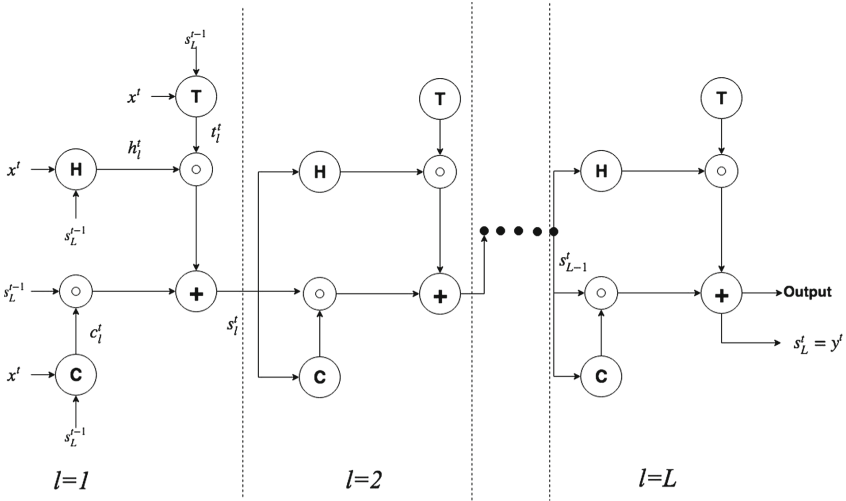 s_L^{t-1}
x^t
T
t_l^t
x^t
H
h_l^t
s_L^{t-1}
s_L^{t-1}
+
s_l^t
c_l^t
x^t
C
s_L^{t-1}
l=1
T
H
+
C
l=2
T
H
s_{L-1}^t
+
Output
s_L^t = y^t
C
l=L